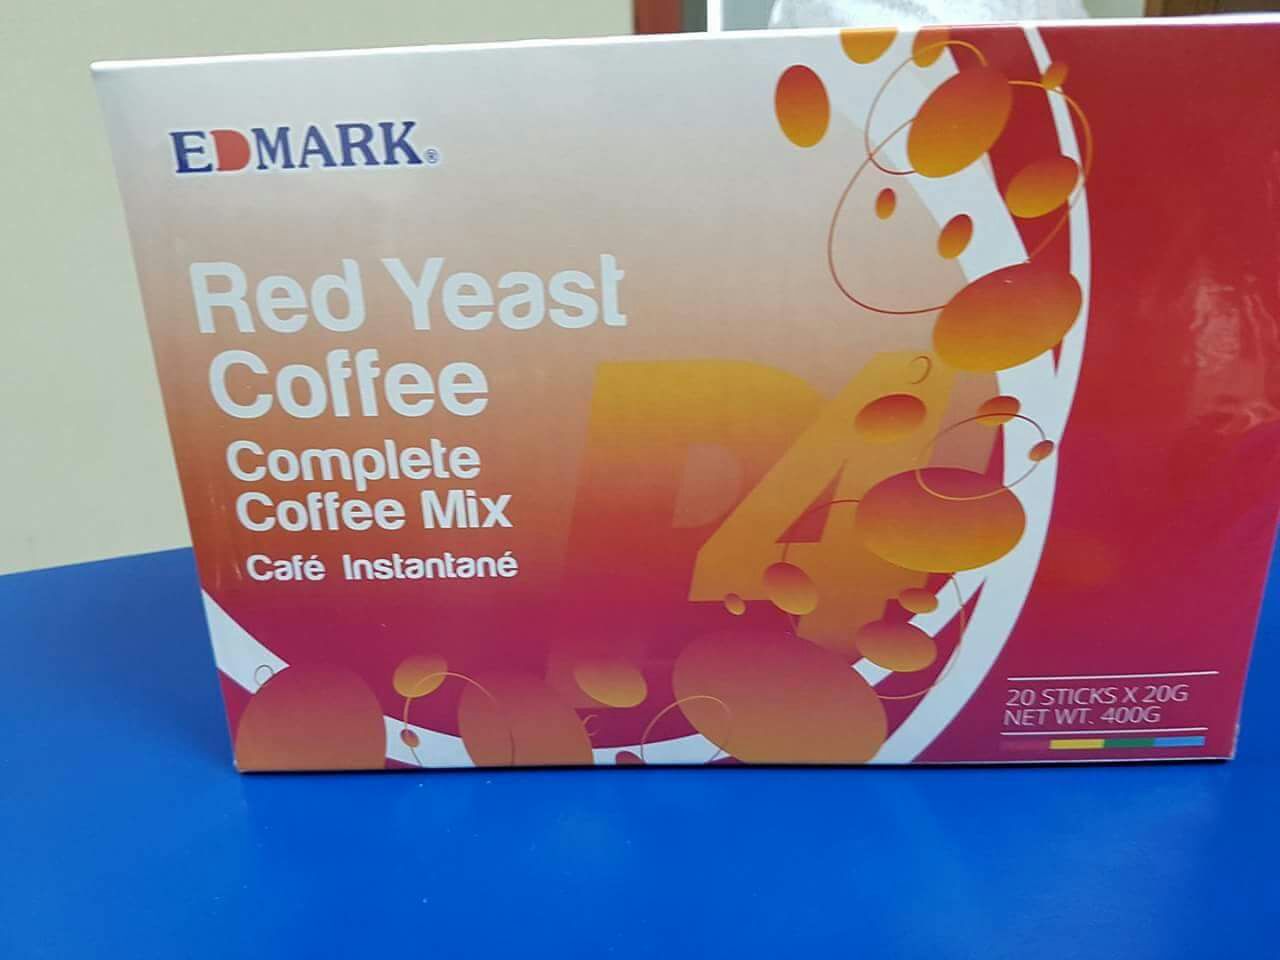 EDMARK®
Red Yeast
Coffee
Complete
Coffee Mix
Café Instantané
20 STICKS X 20G
NET WT. 400G